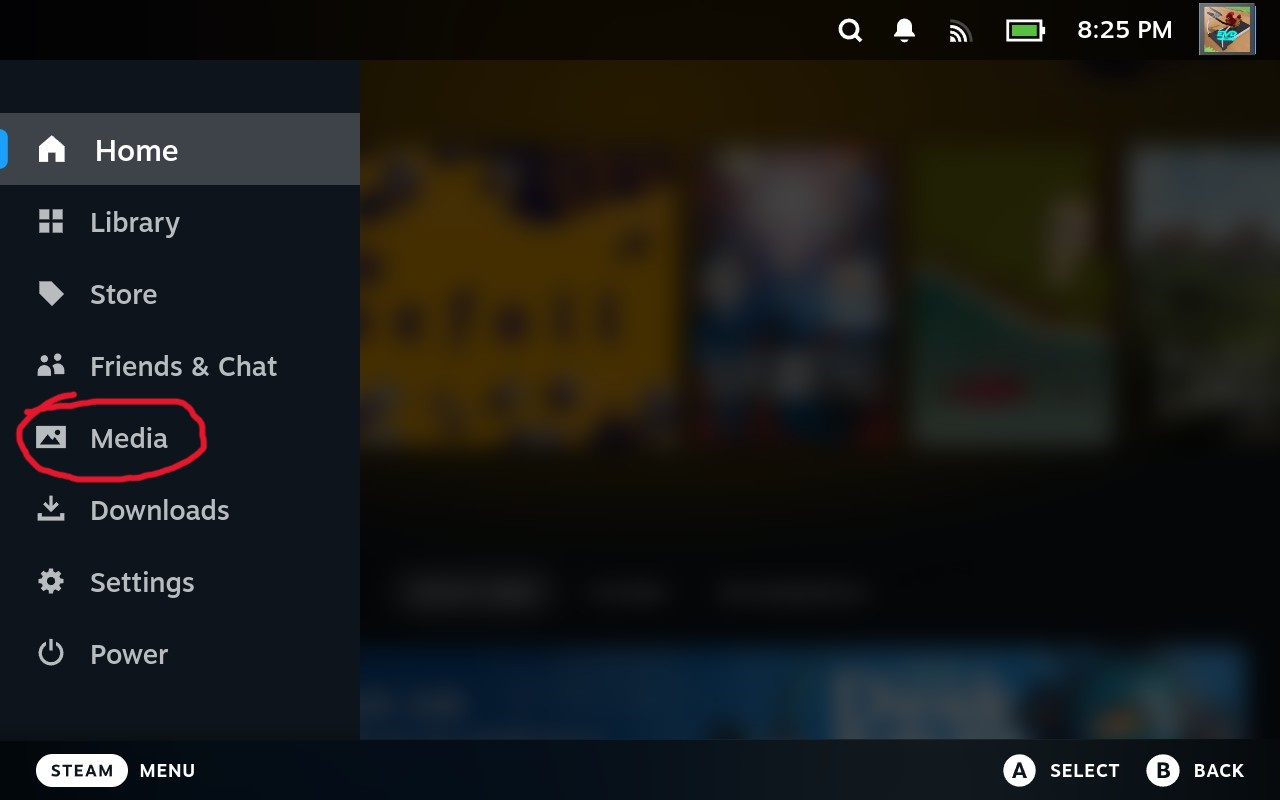 8:25 PM
Home
Library
Store
Friends & Chat
Media
Downloads
Settings
Power
STEAM MENU
A SELECT B BACK